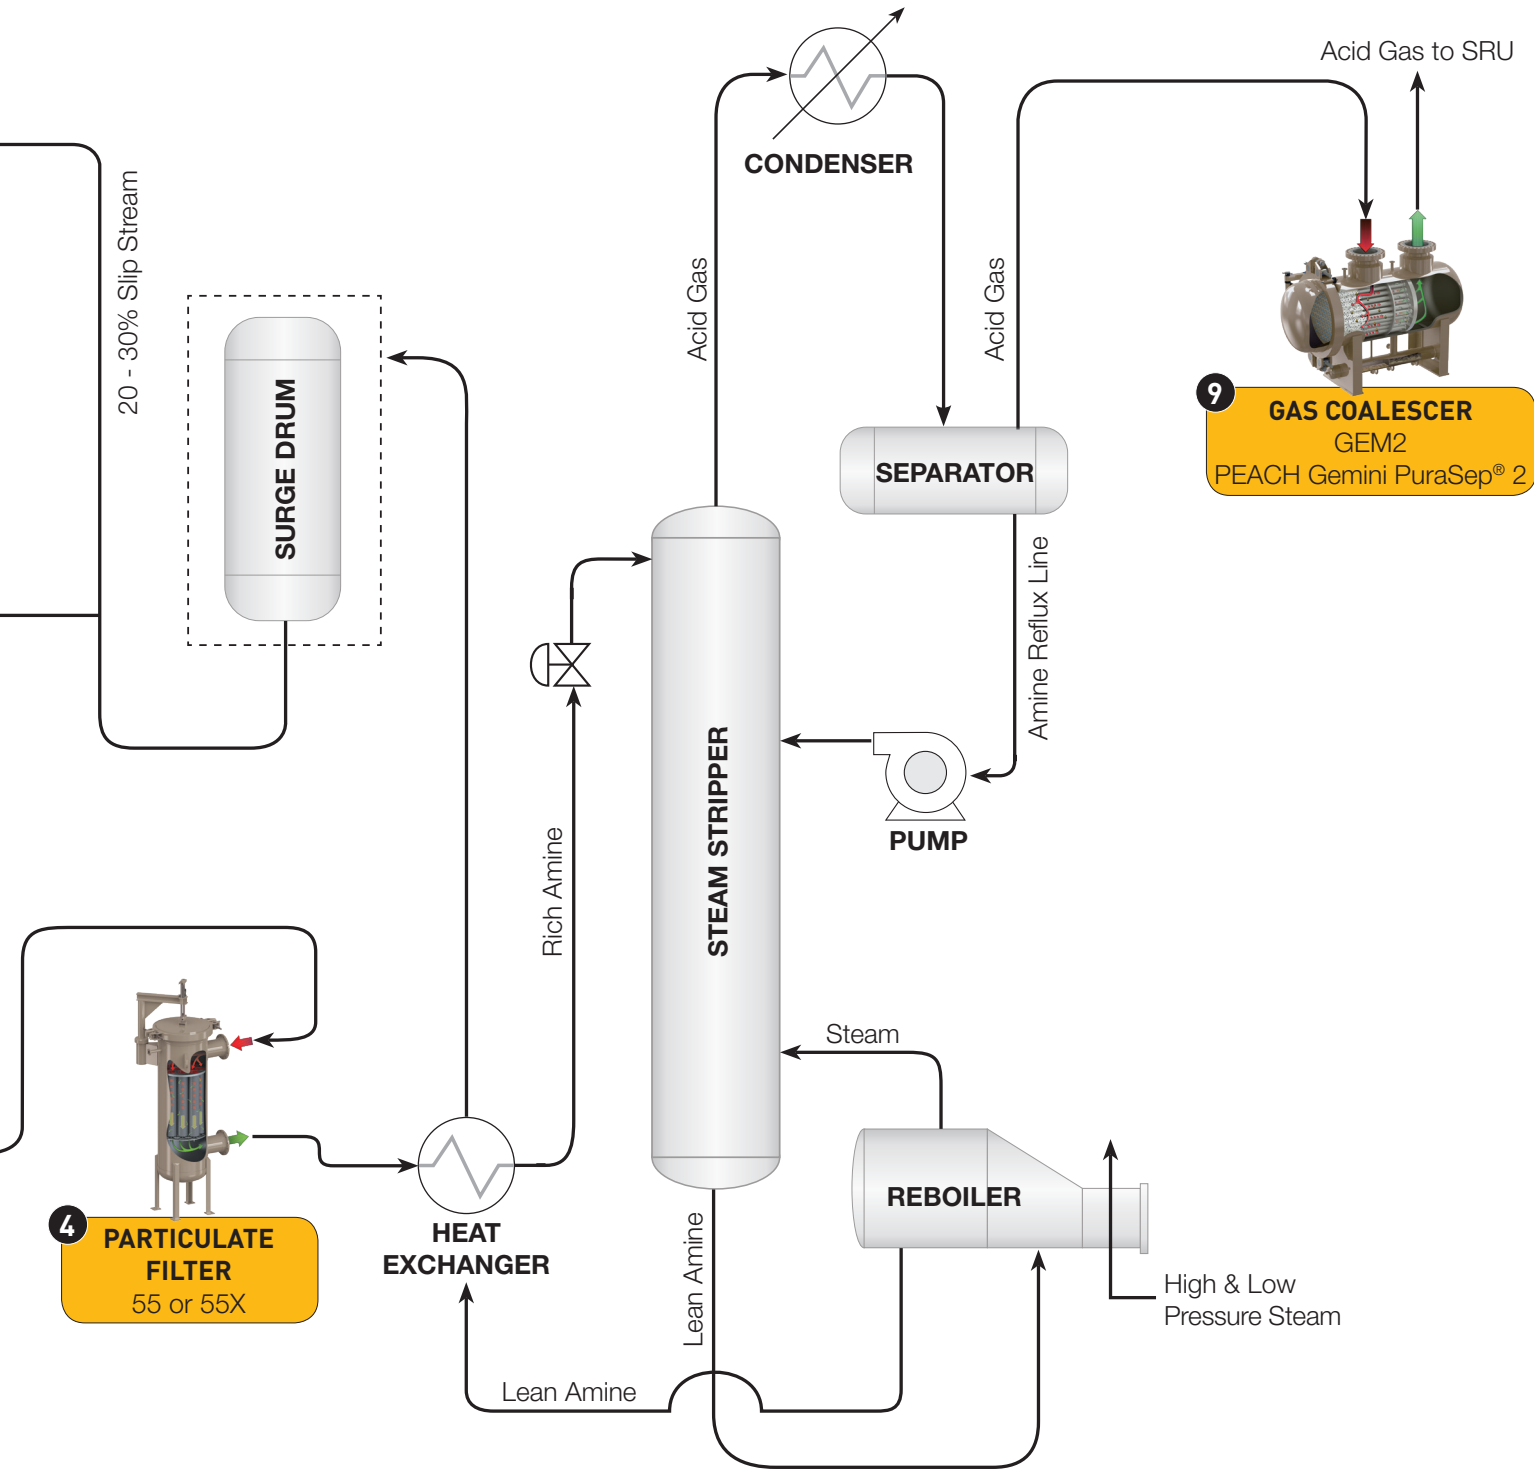 Acid Gas to SRU
CONDENSER
20 - 30% Slip Stream
Acid Gas
Acid Gas
SURGE DRUM
9
GAS COALESCER
GEM2
PEACH Gemini PuraSep® 2
SEPARATOR
Amine Reflux Line
STEAM STRIPPER
PUMP
Rich Amine
Steam
REBOILER
4
PARTICULATE
FILTER
55 or 55X
HEAT
EXCHANGER
Lean Amine
High & Low
Pressure Steam
Lean Amine